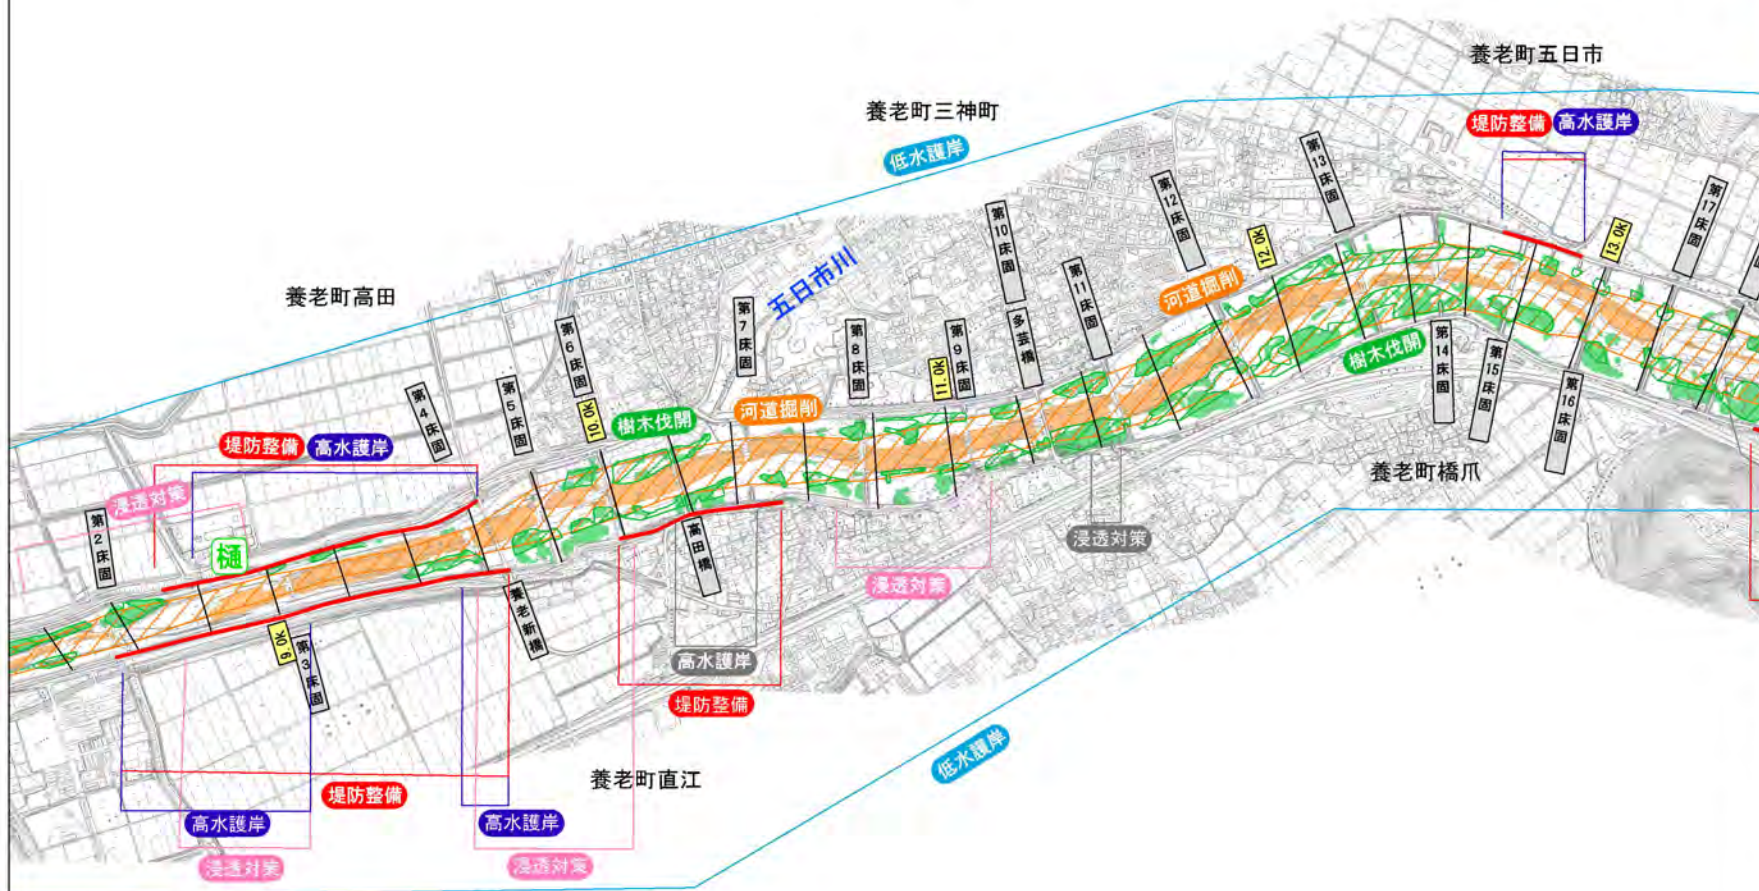 養老町五日市
養老町三神町
堤防整備
高水護岸
低水護岸
第13床固
第12床固
第17床固
第10床固
12.0K
13.0K
五日市川
第11床固
河道掘削
養老町高田
第7床固
第6床固
第8床固
第9床固
多芸橋
11.0K
樹木伐開
第14床固
第15床固
第16床固
第5床固
第4床固
10.0K
樹木伐開
河道掘削
堤防整備
高水護岸
養老町橋爪
浸透対策
第2床固
樋
高田橋
浸透対策
浸透対策
養老新橋
9.0K
第3床固
高水護岸
堤防整備
低水護岸
養老町直江
堤防整備
高水護岸
高水護岸
浸透対策
浸透対策